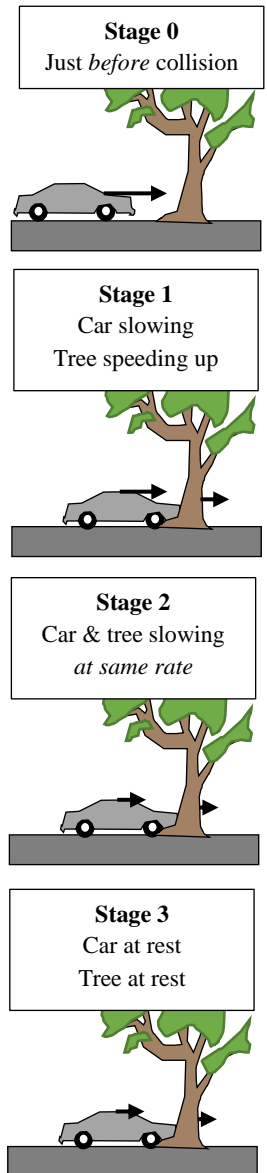 Stage 0
Just before collision
Stage 1
Car slowing
Tree speeding up
Stage 2
Car & tree slowing
at same rate
Stage 3
Car at rest
Tree at rest